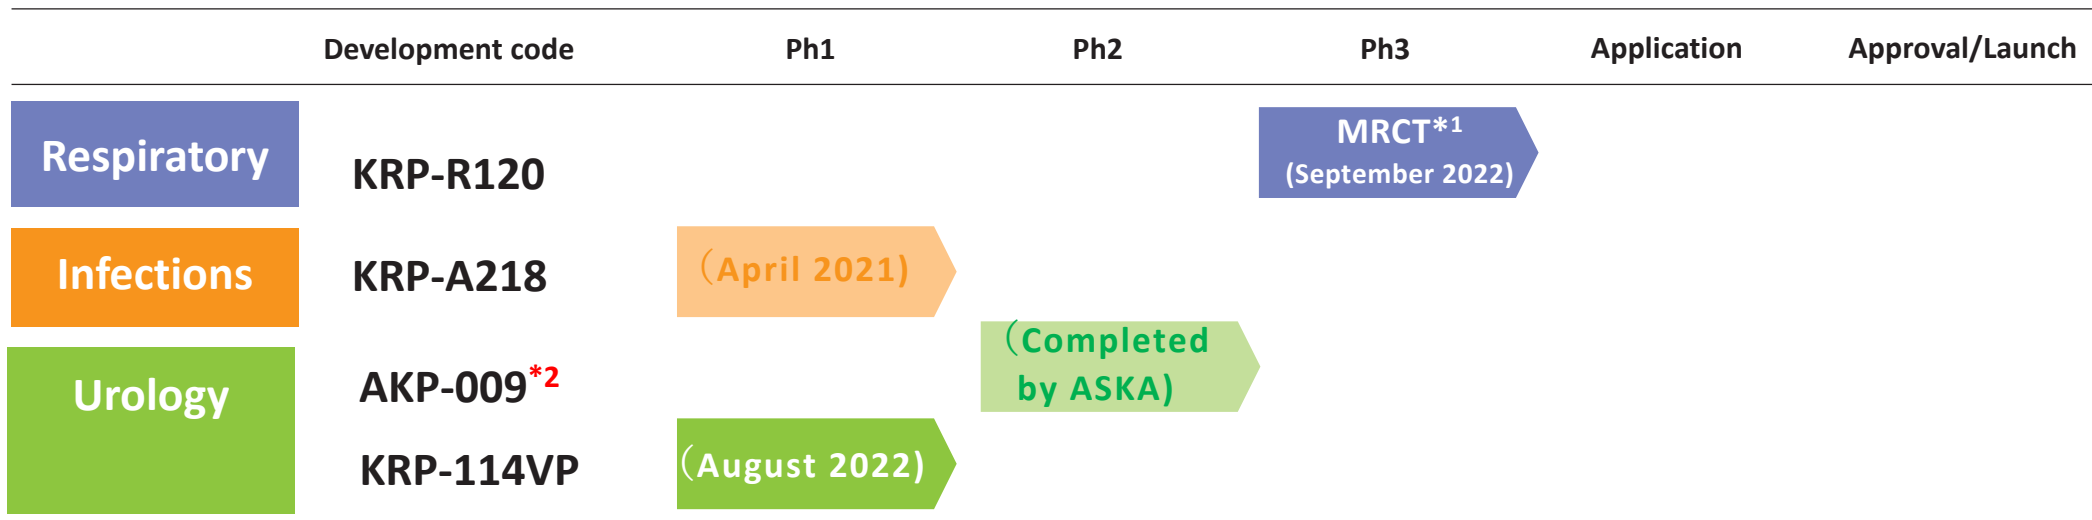 Development code Ph1 Ph2 Ph3 Application Approval/Launch
Respiratory
KRP-R120
MRCT*1
(September 2022)
Infections
KRP-A218
（April 2021)
Urology
AKP-009*2
（Completed
by ASKA)
KRP-114VP
（August 2022)